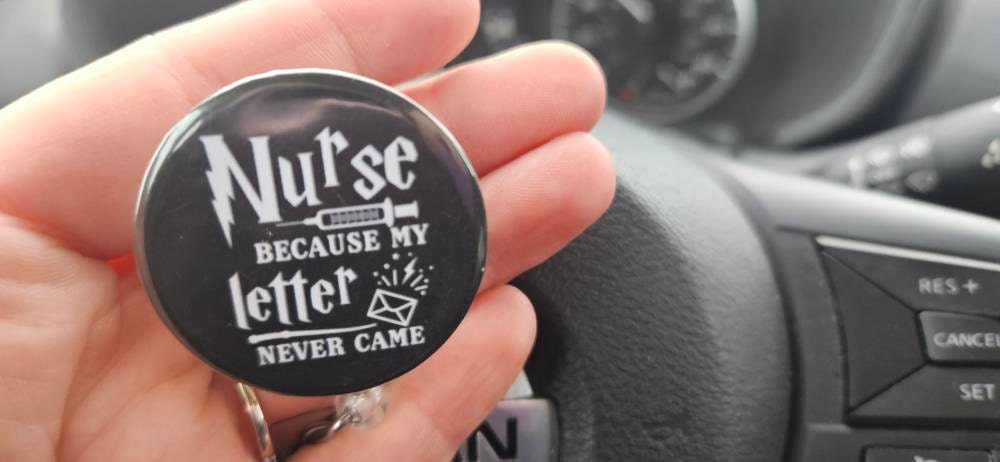 Nurse
BECAUSE MY
letter
NEVER CAME
RES +
CANCEL
SET